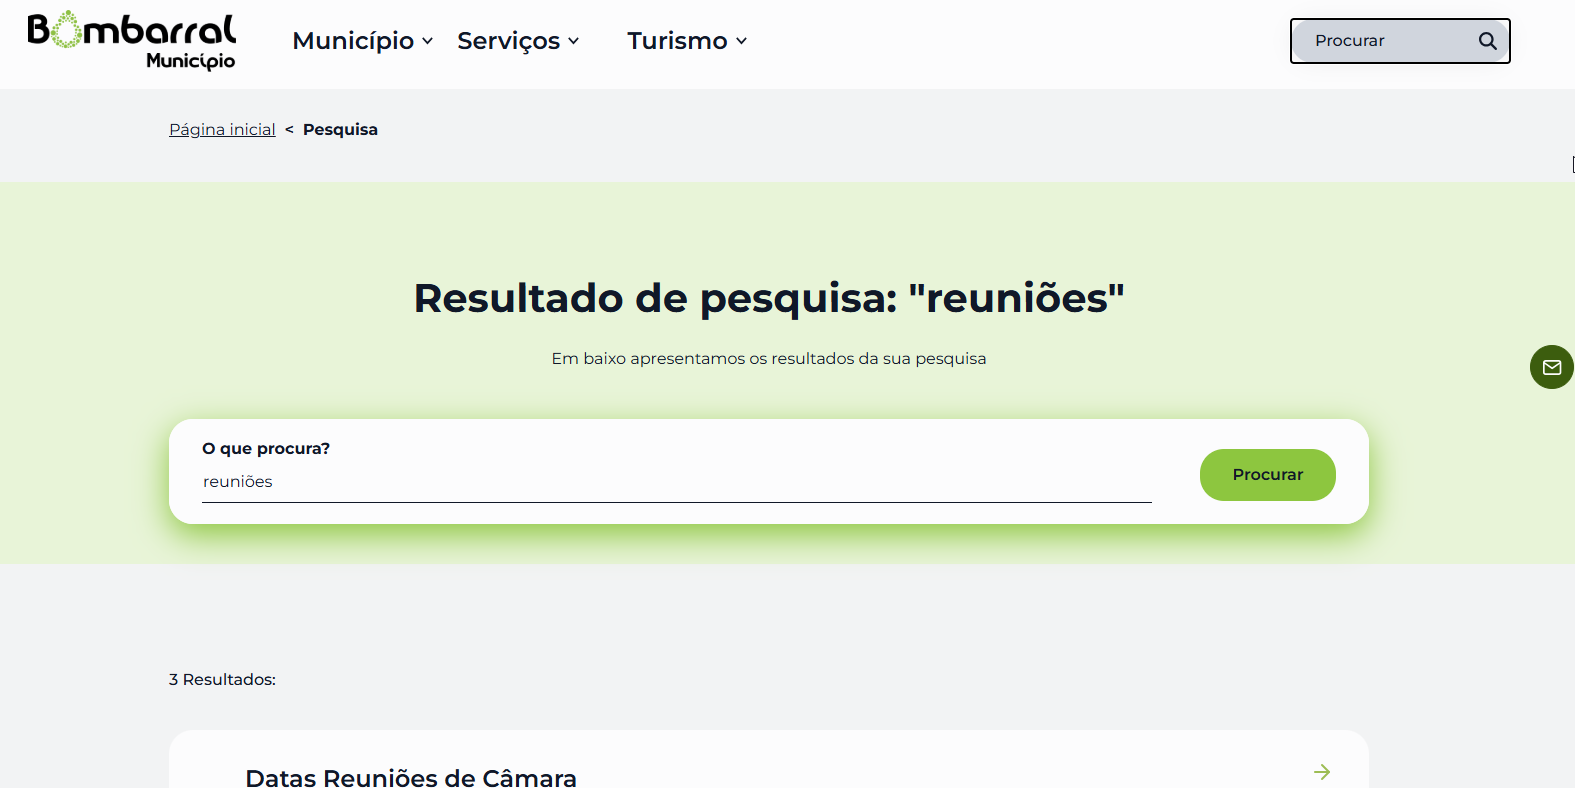 Bombarral
Município
Município Serviços Turismo Procurar
Página inicial < Pesquisa
Resultado de pesquisa: "reuniões"
Em baixo apresentamos os resultados da sua pesquisa
O que procura?
reuniões
Procurar
3 Resultados:
Datas Reuniões de Câmara